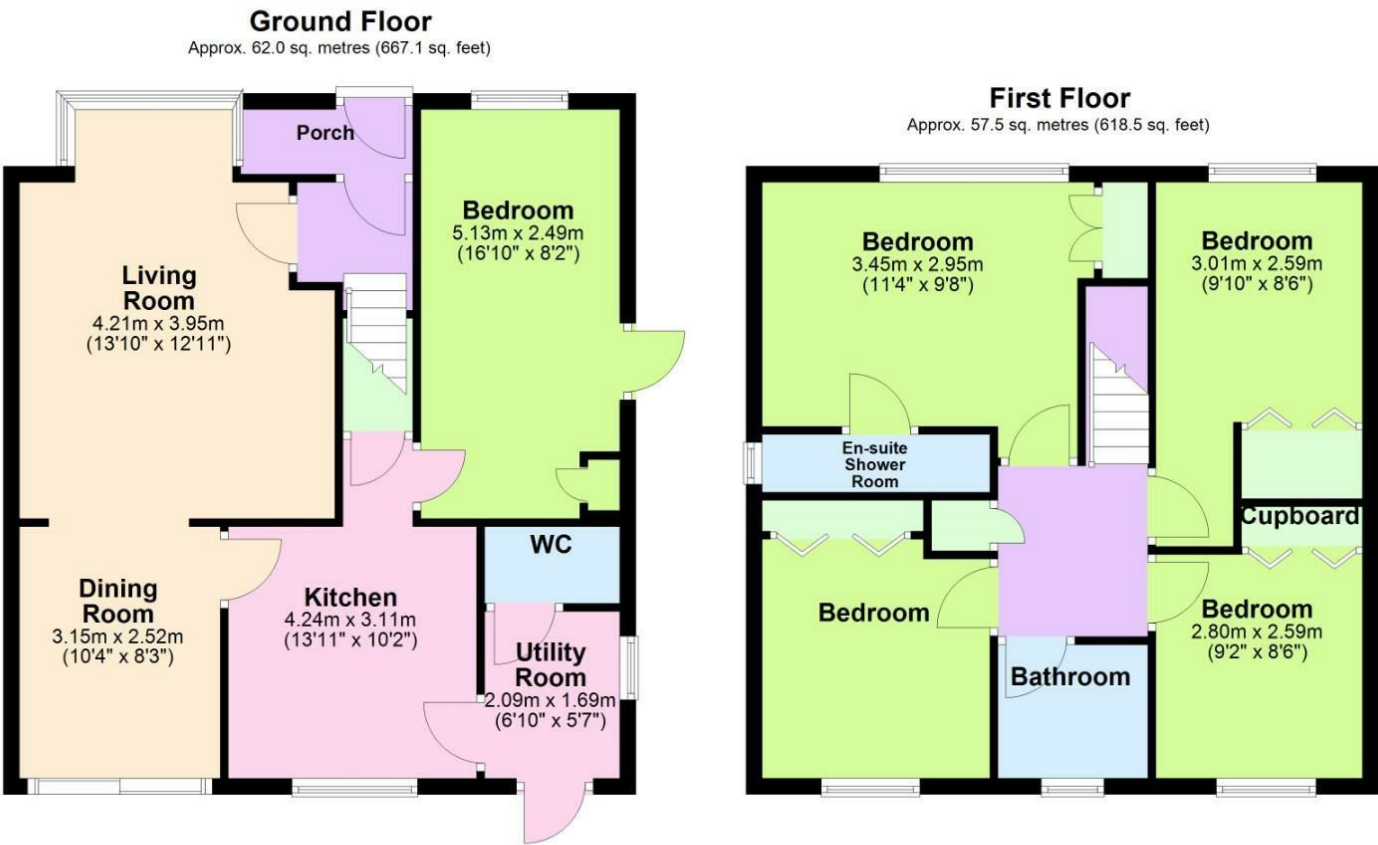 Ground Floor
Approx. 62.0 sq. metres (667.1 sq. feet)
Porch
Bedroom
5.13m x 2.49m
(16'10" x 8'2")
Living
Room
4.21m x 3.95m
(13'10" x 12'11")
WC
Dining
Room
3.15m x 2.52m
(10'4" x 8'3")
Kitchen
4.24m x 3.11m
(13'11" x 10'2")
Utility
Room
2.09m x 1.69m
(6'10" x 5'7")
First Floor
Approx. 57.5 sq. metres (618.5 sq. feet)
Bedroom
3.45m x 2.95m
(11'4" x 9'8")
Bedroom
3.01m x 2.59m
(9'10" x 8'6")
En-suite
Shower
Room
Cupboard
Bedroom
Bedroom
2.80m x 2.59m
(9'2" x 8'6")
Bathroom